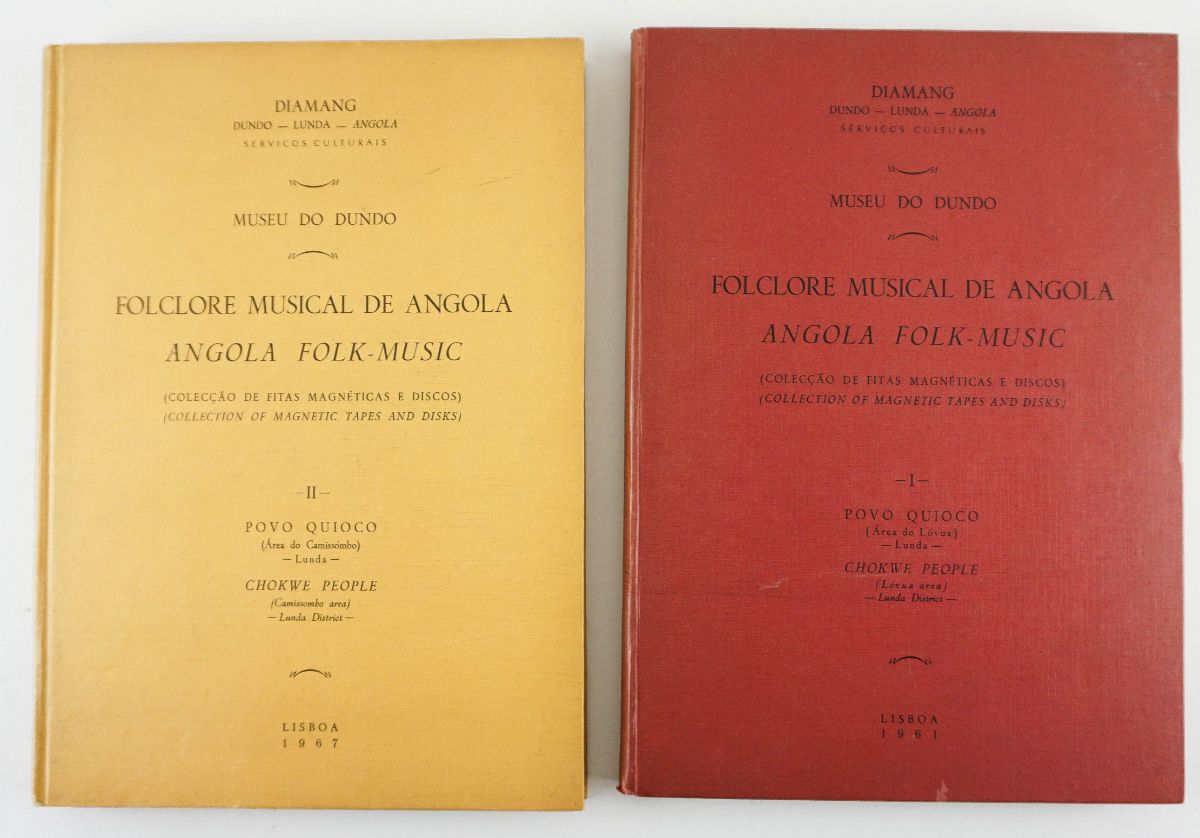 DIAMANG
DUNDO — LUNDA — ANGOLA
SERVIÇOS CULTURAIS
MUSEU DO DUNDO
FOLCLORE MUSICAL DE ANGOLA
ANGOLA FOLK-MUSIC
(COLECÇÃO DE FITAS MAGNÉTICAS E DISCOS)
(COLLECTION OF MAGNETIC TAPES AND DISKS)
—II—
POVO QUIOCO
(Área do Camissómbo)
— Lunda —
CHOKWE PEOPLE
(Camissombo area)
— Lunda District —
LISBOA
1967
DIAMANG
DUNDO — LUNDA — ANGOLA
SERVIÇOS CULTURAIS
MUSEU DO DUNDO
FOLCLORE MUSICAL DE ANGOLA
ANGOLA FOLK-MUSIC
(COLECÇÃO DE FITAS MAGNÉTICAS E DISCOS)
(COLLECTION OF MAGNETIC TAPES AND DISKS)
—I—
POVO QUIOCO
(Área do Lóvua)
— Lunda —
CHOKWE PEOPLE
(Lóvua area)
— Lunda District —
LISBOA
1961